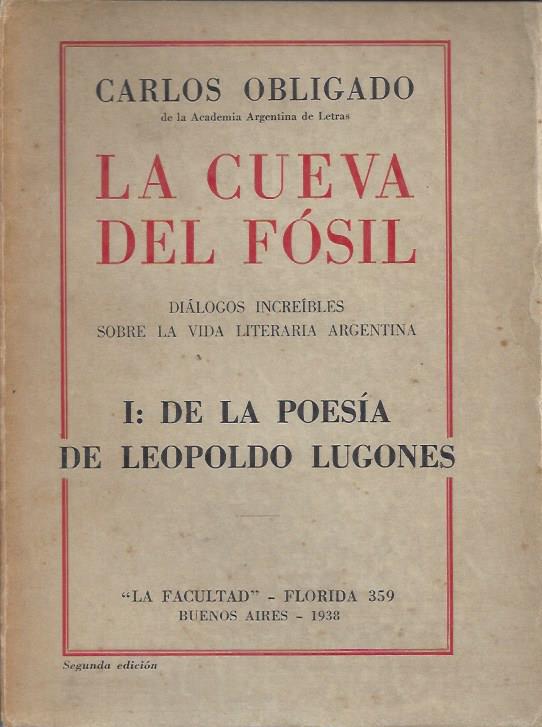 CARLOS OBLIGADO
de la Academia Argentina de Letras
LA CUEVA
DEL FÓSIL
DIÁLOGOS INCREÍBLES
SOBRE LA VIDA LITERARIA ARGENTINA
I: DE LA POESÍA
DE LEOPOLDO LUGONES
“LA FACULTAD” - FLORIDA 359
BUENOS AIRES - 1938
Segunda edición